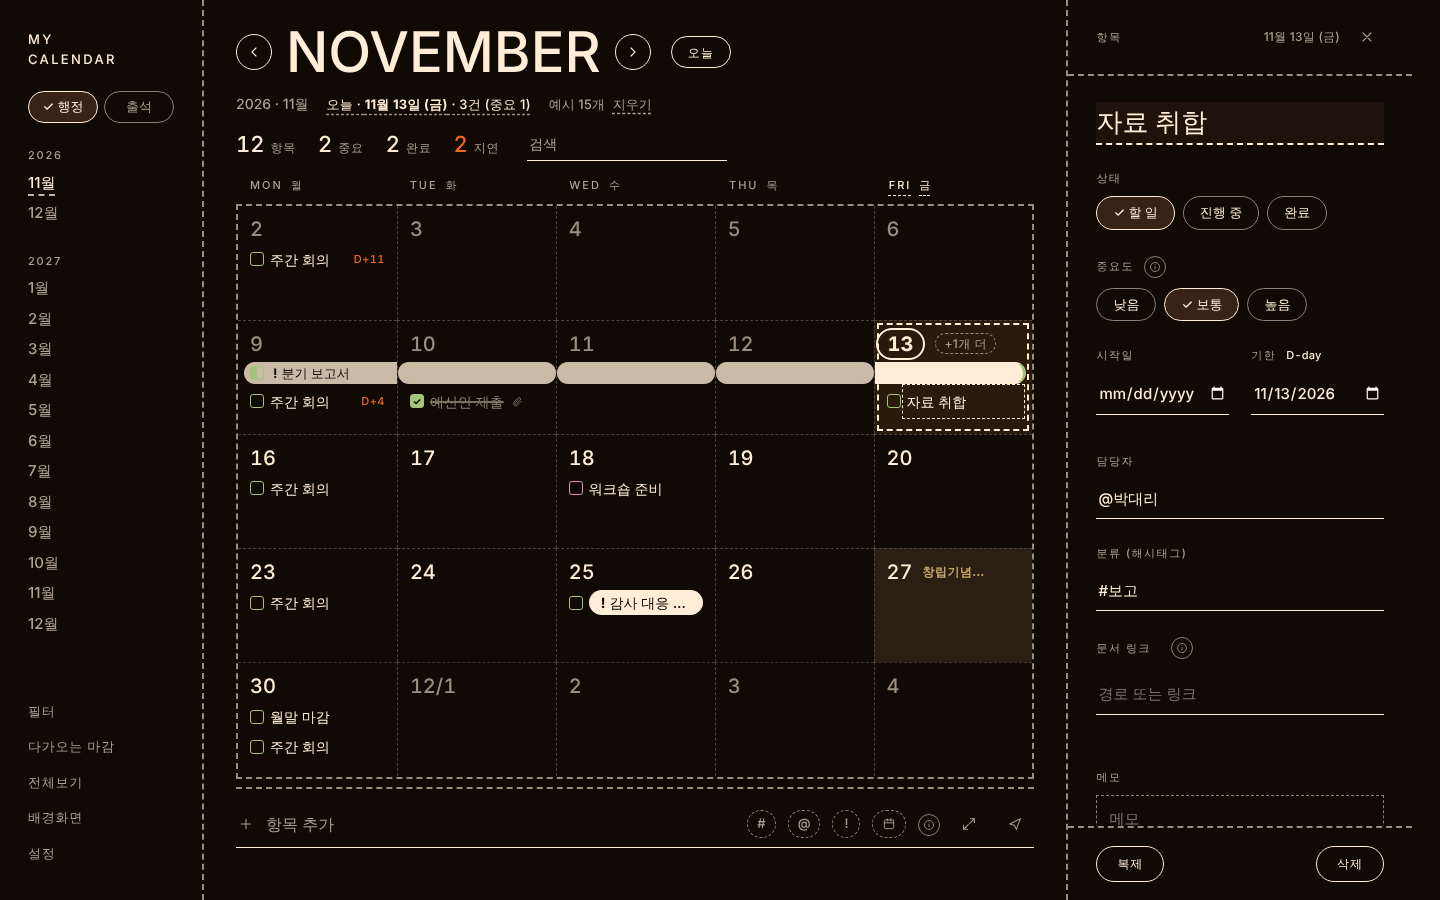 MY
CALENDAR
행정 출석
2026
11월
12월
2027
1월
2월
3월
4월
5월
6월
7월
8월
9월
10월
11월
12월
필터
다가오는 마감
전체보기
배경화면
설정
NOVEMBER 오늘
2026 · 11월 오늘 · 11월 13일 (금) · 3건 (중요 1) 예시 15개 지우기
12 항목 2 중요 2 완료 2 지연 검색
MON 월 TUE 화 WED 수 THU 목 FRI 금
2 3 4 5 6
주간 회의 D+11
9 10 11 12 13 +1개 더
! 분기 보고서
주간 회의 D+4 예산안 제출 자료 취합
16 17 18 19 20
주간 회의 워크숍 준비
23 24 25 26 27 창립기념...
주간 회의 ! 감사 대응 ...
30 12/1 2 3 4
월말 마감
주간 회의
+ 항목 추가 # @ !
항목 11월 13일 (금)
자료 취합
상태
할 일 진행 중 완료
중요도
낮음 보통 높음
시작일 기한 D-day
mm/dd/yyyy 11/13/2026
담당자
@박대리
분류 (해시태그)
#보고
문서 링크
경로 또는 링크
메모
메모
복제 삭제